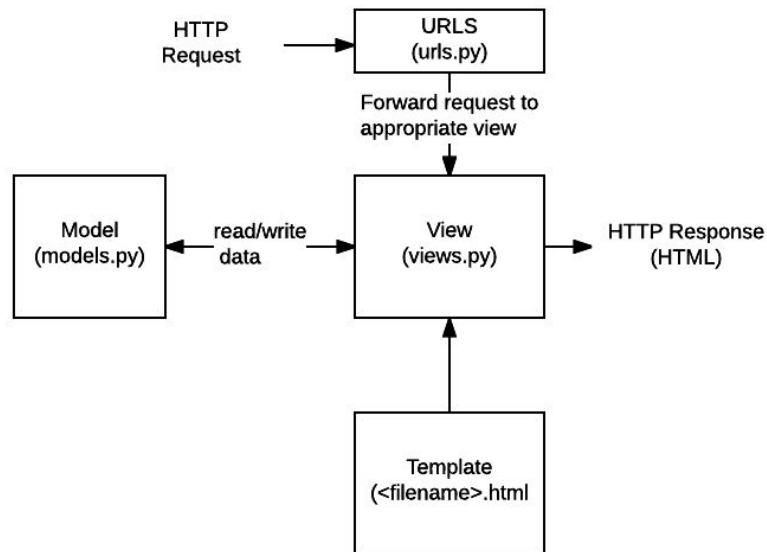 HTTP
Request
URLS
(urls.py)
Forward request to
appropriate view
Model
(models.py)
read/write
data
View
(views.py)
HTTP Response
(HTML)
Template
(<filename>.html